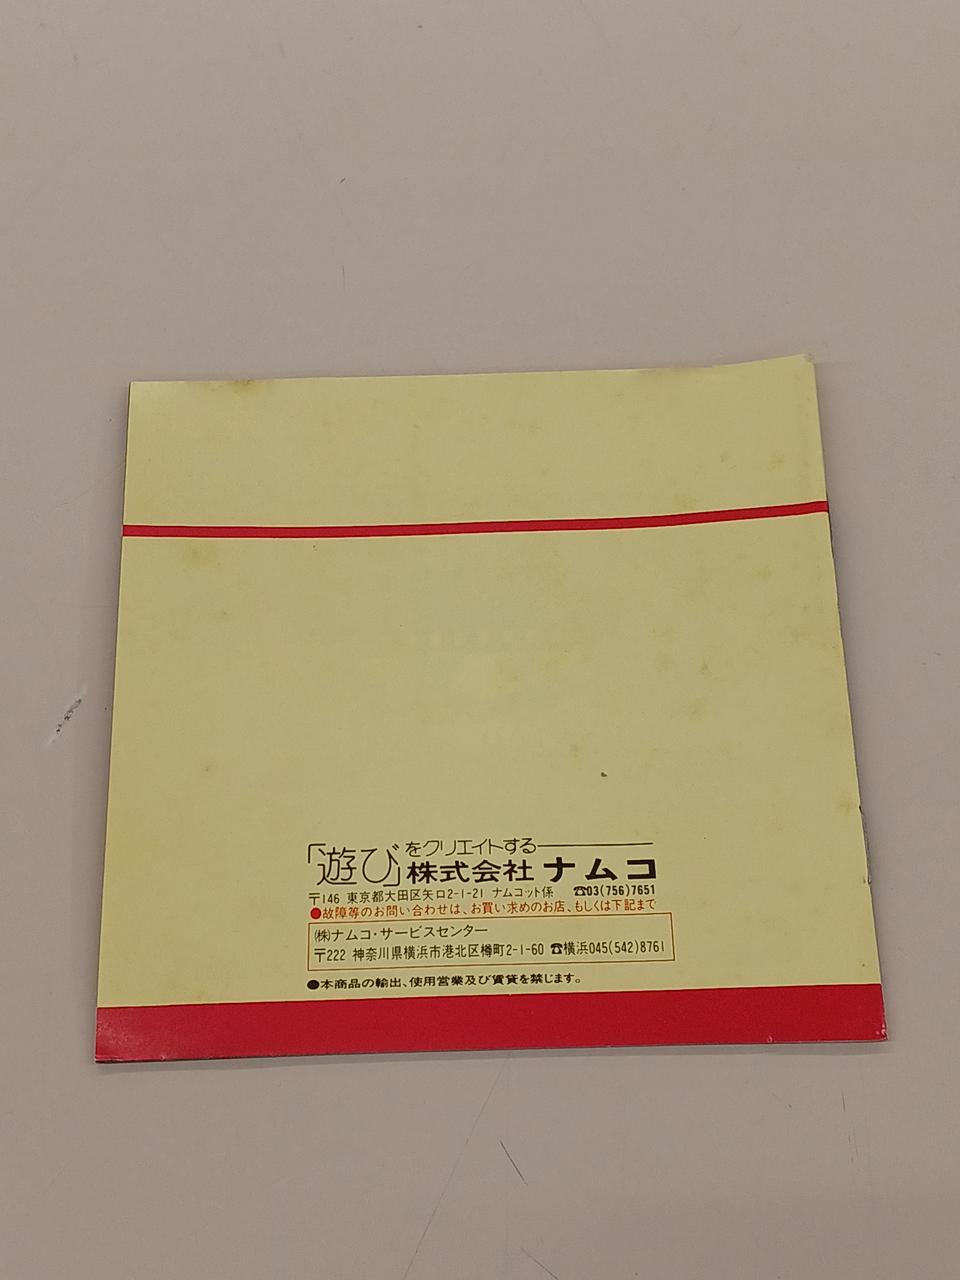 「遊び」をクリエイトする
株式会社 ナムコ
〒146 東京都大田区矢口2-1-21 ナムコット係 ☎03(756)7651
●故障等のお問い合わせは、お買い求めのお店、もしくは下記まで
㈱ナムコ・サービスセンター
〒222 神奈川県横浜市港北区樽町2-1-60 ☎横浜045(542)8761
●本商品の輸出、使用営業及び賃貸を禁じます。